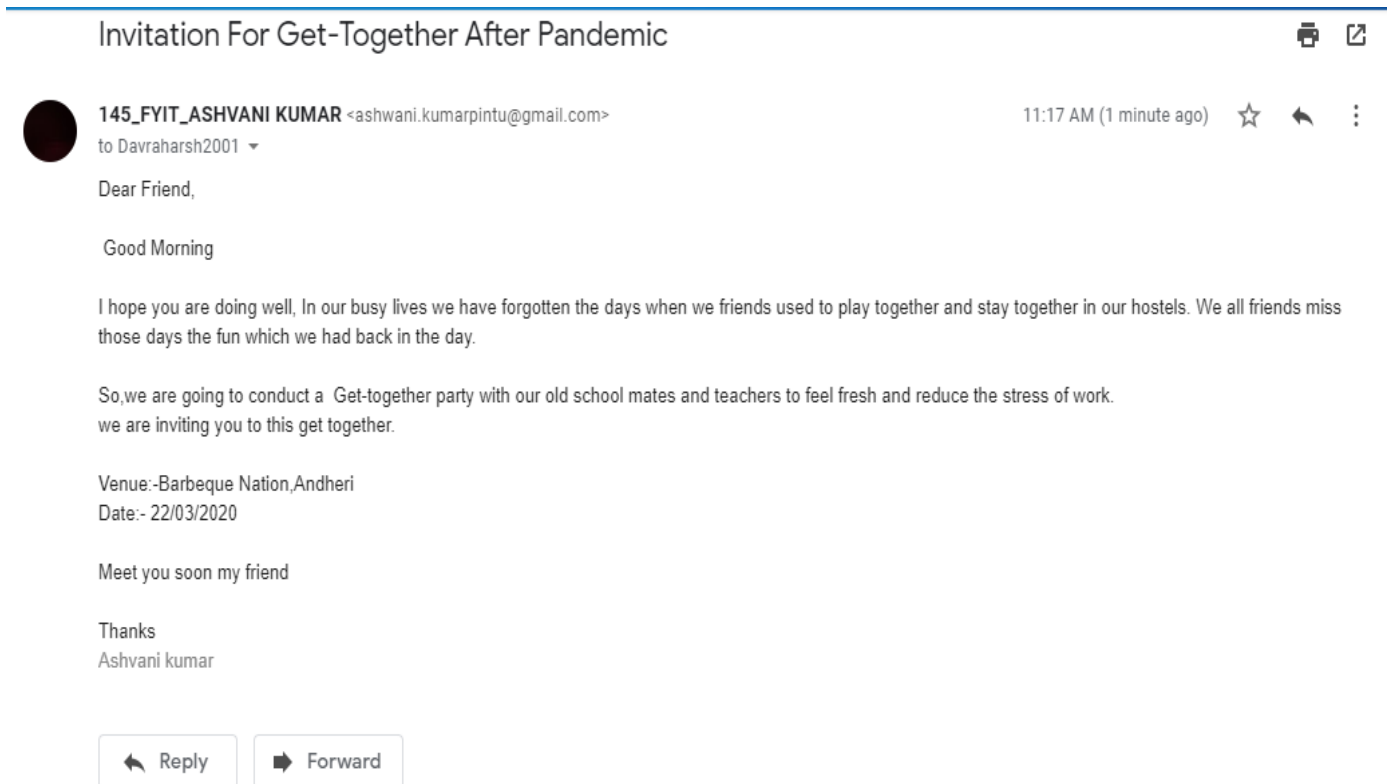 Invitation For Get-Together After Pandemic
145_FYIT_ASHVANI KUMAR <ashwani.kumarpintu@gmail.com>
11:17 AM (1 minute ago)
to Davraharsh2001
Dear Friend,
Good Morning
I hope you are doing well, In our busy lives we have forgotten the days when we friends used to play together and stay together in our hostels. We all friends miss
those days the fun which we had back in the day.
So,we are going to conduct a Get-together party with our old school mates and teachers to feel fresh and reduce the stress of work.
we are inviting you to this get together.
Venue:-Barbeque Nation,Andheri
Date:- 22/03/2020
Meet you soon my friend
Thanks
Ashvani kumar
Reply
Forward